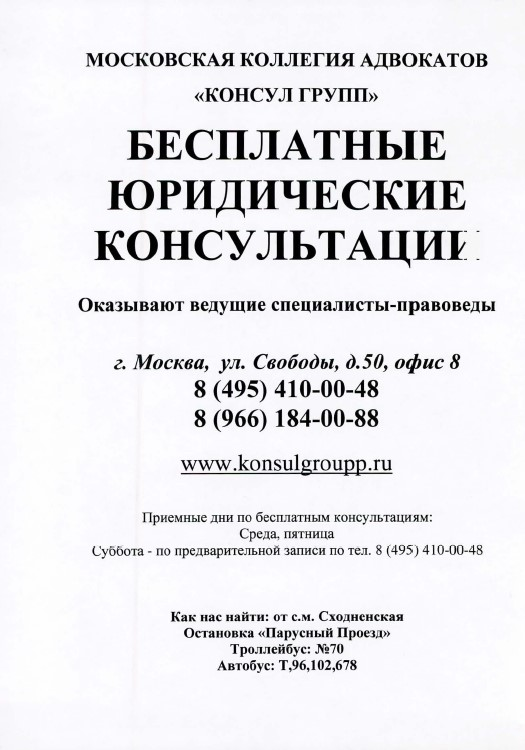 МОСКОВСКАЯ КОЛЛЕГИЯ АДВОКАТОВ
«КОНСУЛ ГРУПП»
БЕСПЛАТНЫЕ
ЮРИДИЧЕСКИЕ
КОНСУЛЬТАЦИИ
Оказывают ведущие специалисты-правоведы
г. Москва, ул. Свободы, д.50, офис 8
8 (495) 410-00-48
8 (966) 184-00-88
www.konsulgroupp.ru
Приемные дни по бесплатным консультациям:
Среда, пятница
Суббота - по предварительной записи по тел. 8 (495) 410-00-48
Как нас найти: от с.м. Сходненская
Остановка «Парусный Проезд»
Троллейбус: №70
Автобус: Т,96,102,678